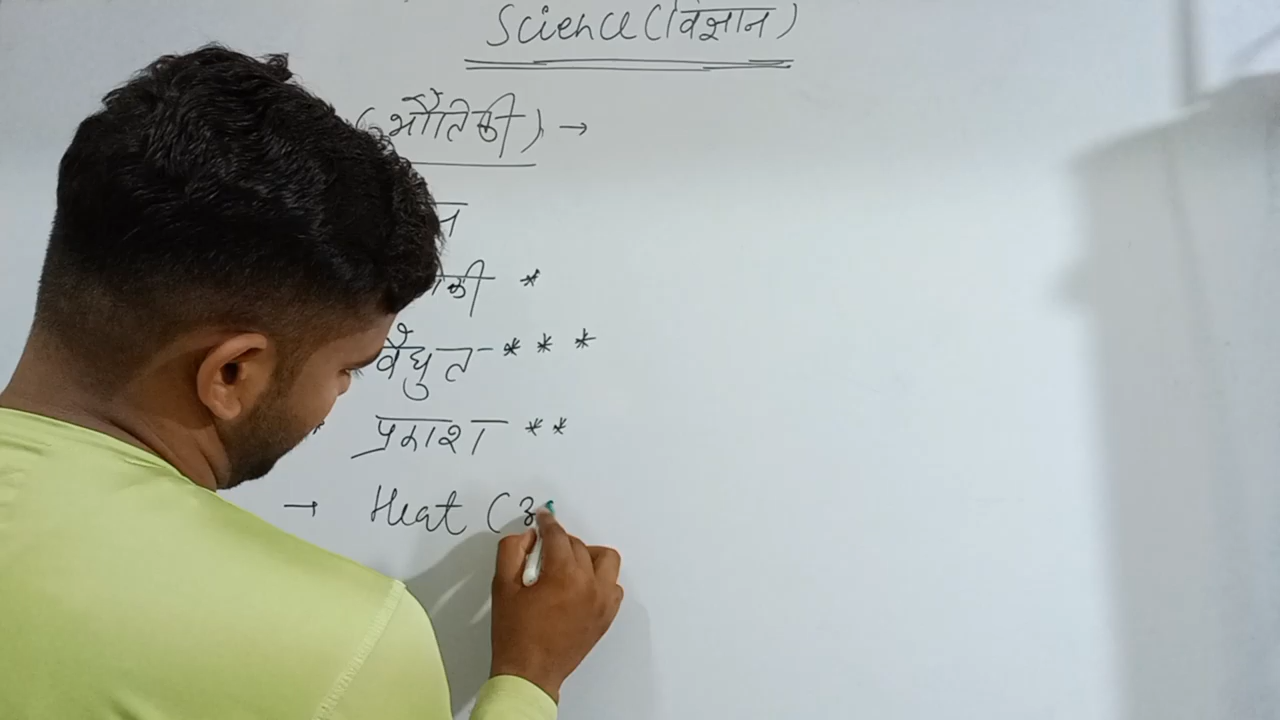 Science (विज्ञान)
(भौतिकी) →
*
वैद्युत - * * *
प्रकाश **
→ Heat (